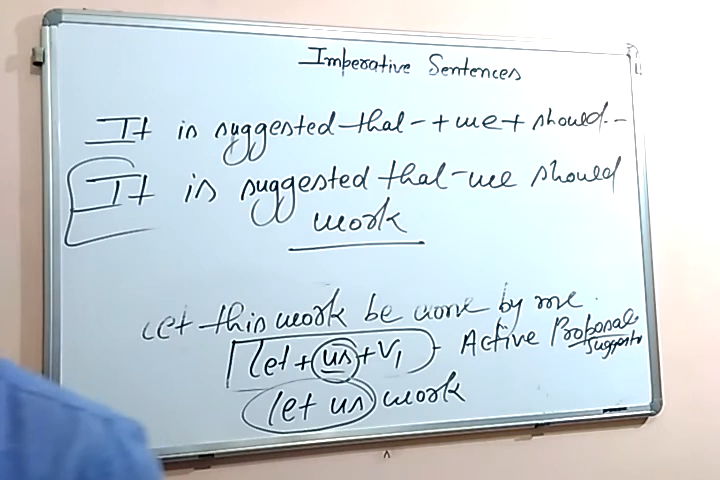 Imperative Sentences
It is suggested that - + we + should -
It is suggested that - we should
work
Let this work be done by me.
Let + us + V1 - Active Proposal
Suggest
let us work